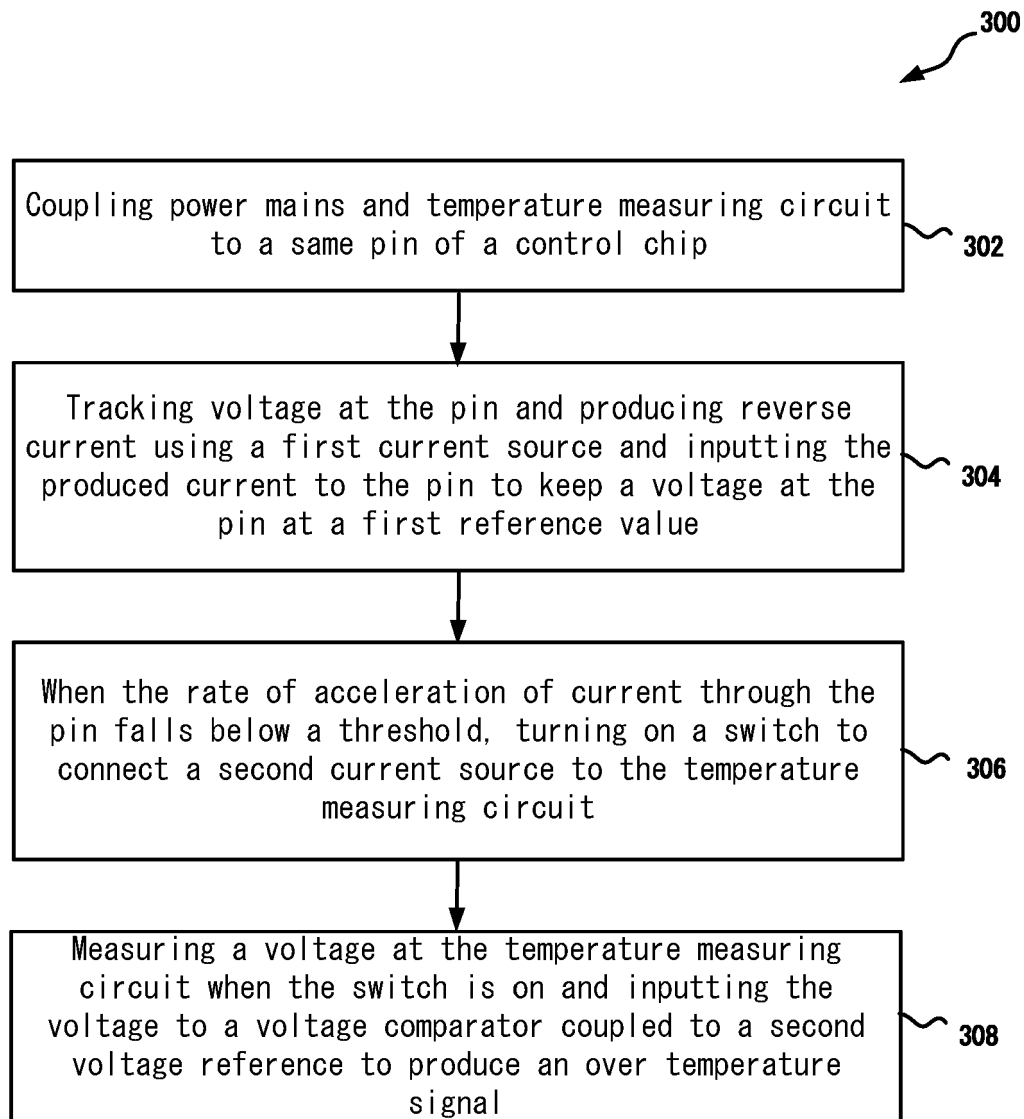 300
Coupling power mains and temperature measuring circuit
to a same pin of a control chip
302
Tracking voltage at the pin and producing reverse
current using a first current source and inputting the
produced current to the pin to keep a voltage at the
pin at a first reference value
304
When the rate of acceleration of current through the
pin falls below a threshold, turning on a switch to
connect a second current source to the temperature
measuring circuit
306
Measuring a voltage at the temperature measuring
circuit when the switch is on and inputting the
voltage to a voltage comparator coupled to a second
voltage reference to produce an over temperature
signal
308